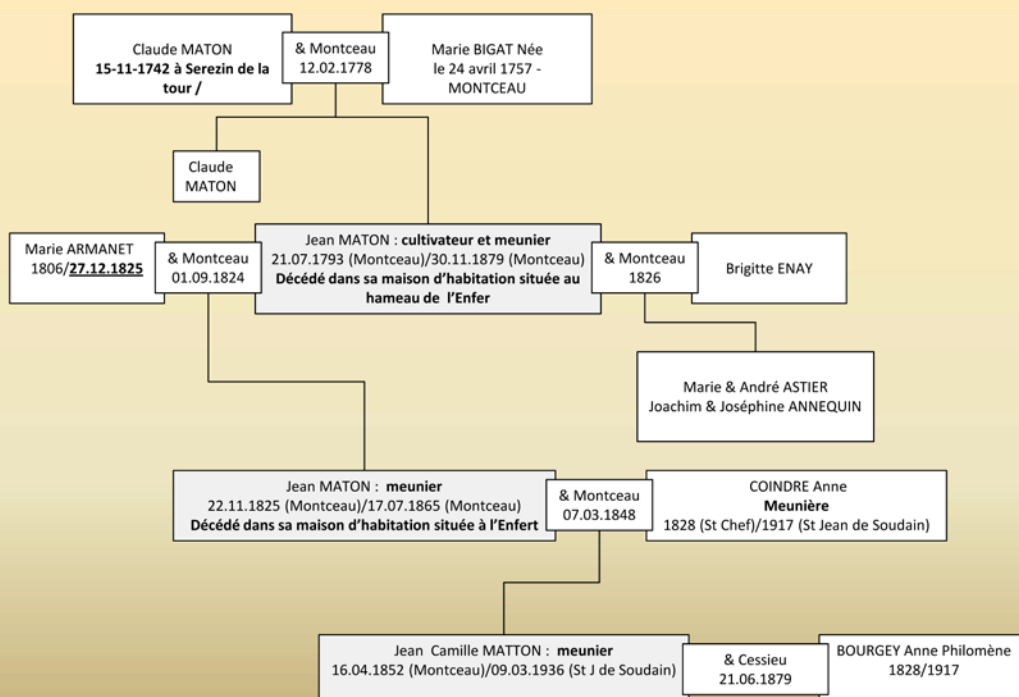 Claude MATON
15-11-1742 à Serezin de la
tour /
& Montceau
12.02.1778
Marie BIGAT Née
le 24 avril 1757 -
MONTCEAU
Claude
MATON
Marie ARMANET
1806/27.12.1825
& Montceau
01.09.1824
Jean MATON : cultivateur et meunier
21.07.1793 (Montceau)/30.11.1879 (Montceau)
Décédé dans sa maison d’habitation située au
hameau de l’Enfer
& Montceau
1826
Brigitte ENAY
Marie & André ASTIER
Joachim & Joséphine ANNEQUIN
Jean MATON : meunier
22.11.1825 (Montceau)/17.07.1865 (Montceau)
Décédé dans sa maison d’habitation située à l’Enfert
& Montceau
07.03.1848
COINDRE Anne
Meunière
1828 (St Chef)/1917 (St Jean de Soudain)
Jean Camille MATTON : meunier
16.04.1852 (Montceau)/09.03.1936 (St J de Soudain)
& Cessieu
21.06.1879
BOURGEY Anne Philomène
1828/1917